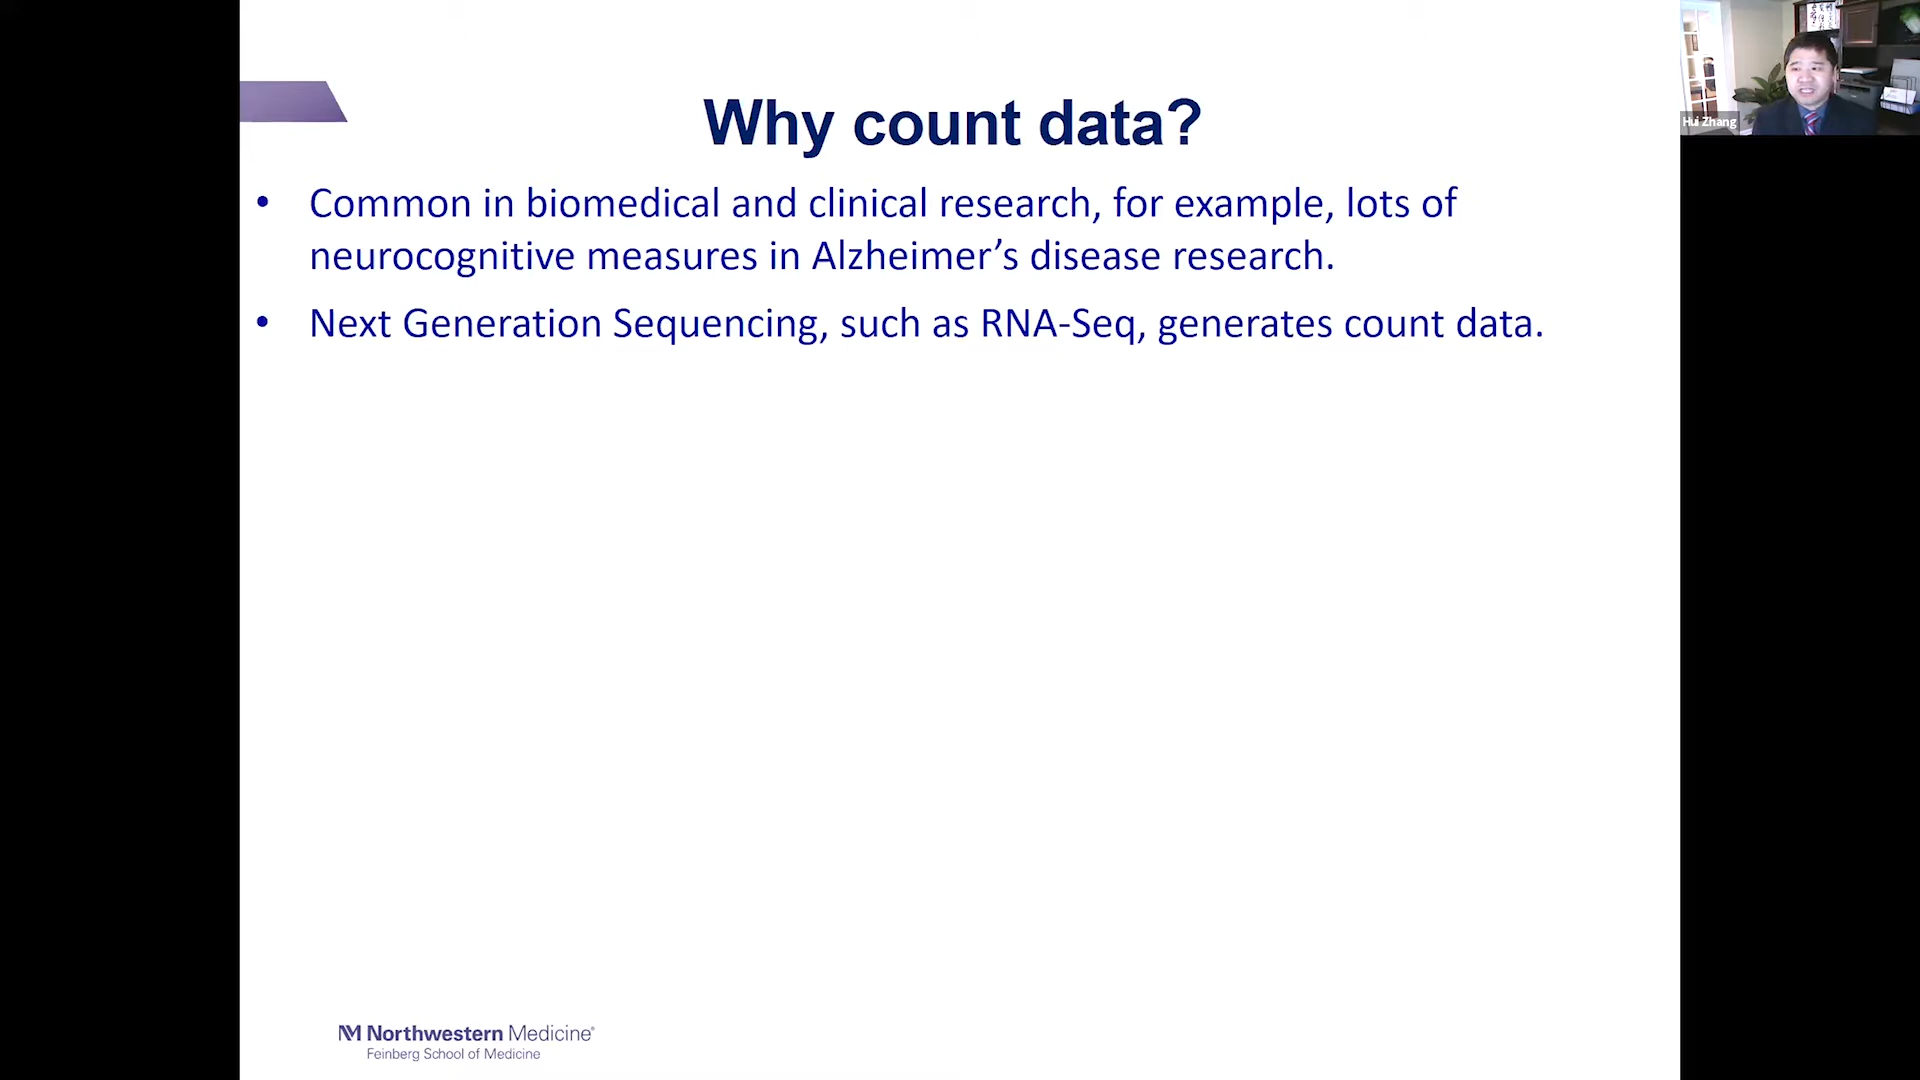 Why count data?
• Common in biomedical and clinical research, for example, lots of
neurocognitive measures in Alzheimer’s disease research.
• Next Generation Sequencing, such as RNA-Seq, generates count data.
Hui Zhang
Northwestern Medicine®
Feinberg School of Medicine